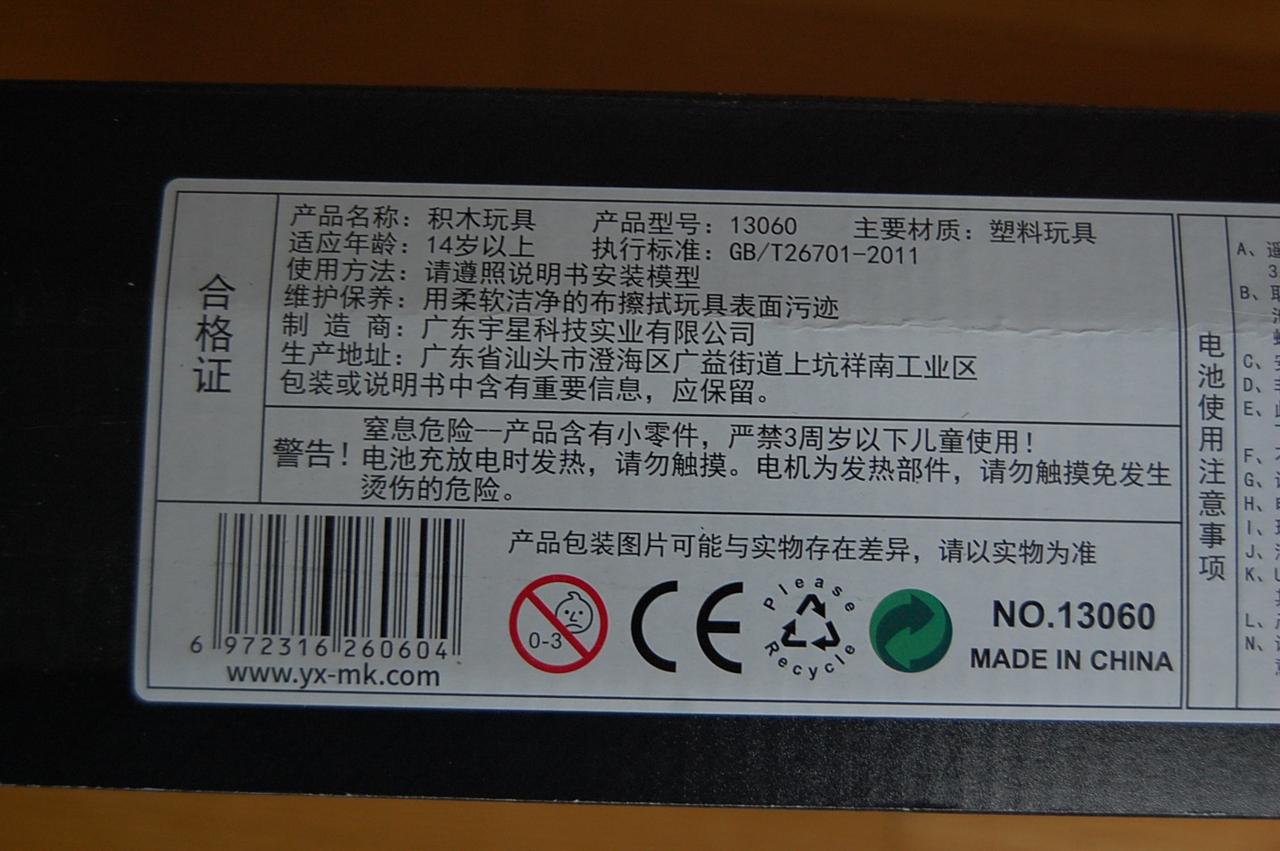 合格证
产品名称：积木玩具 产品型号：13060 主要材质：塑料玩具
适应年龄：14岁以上 执行标准：GB/T26701-2011
使用方法：请遵照说明书安装模型
维护保养：用柔软洁净的布擦拭玩具表面污迹
制 造 商：广东宇星科技实业有限公司
生产地址：广东省汕头市澄海区广益街道上坑祥南工业区
包装或说明书中含有重要信息，应保留。
警告！
窒息危险--产品含有小零件，严禁3周岁以下儿童使用！
电池充放电时发热，请勿触摸。电机为发热部件，请勿触摸免发生
烫伤的危险。
6 972316 260604
www.yx-mk.com
产品包装图片可能与实物存在差异，请以实物为准
0-3
CE
Please
Recycle
NO.13060
MADE IN CHINA
电池使用注意事项
A、
3
B、
C、
D、
E、
F、
G、
H、
I、
J、
K、
L、
N、